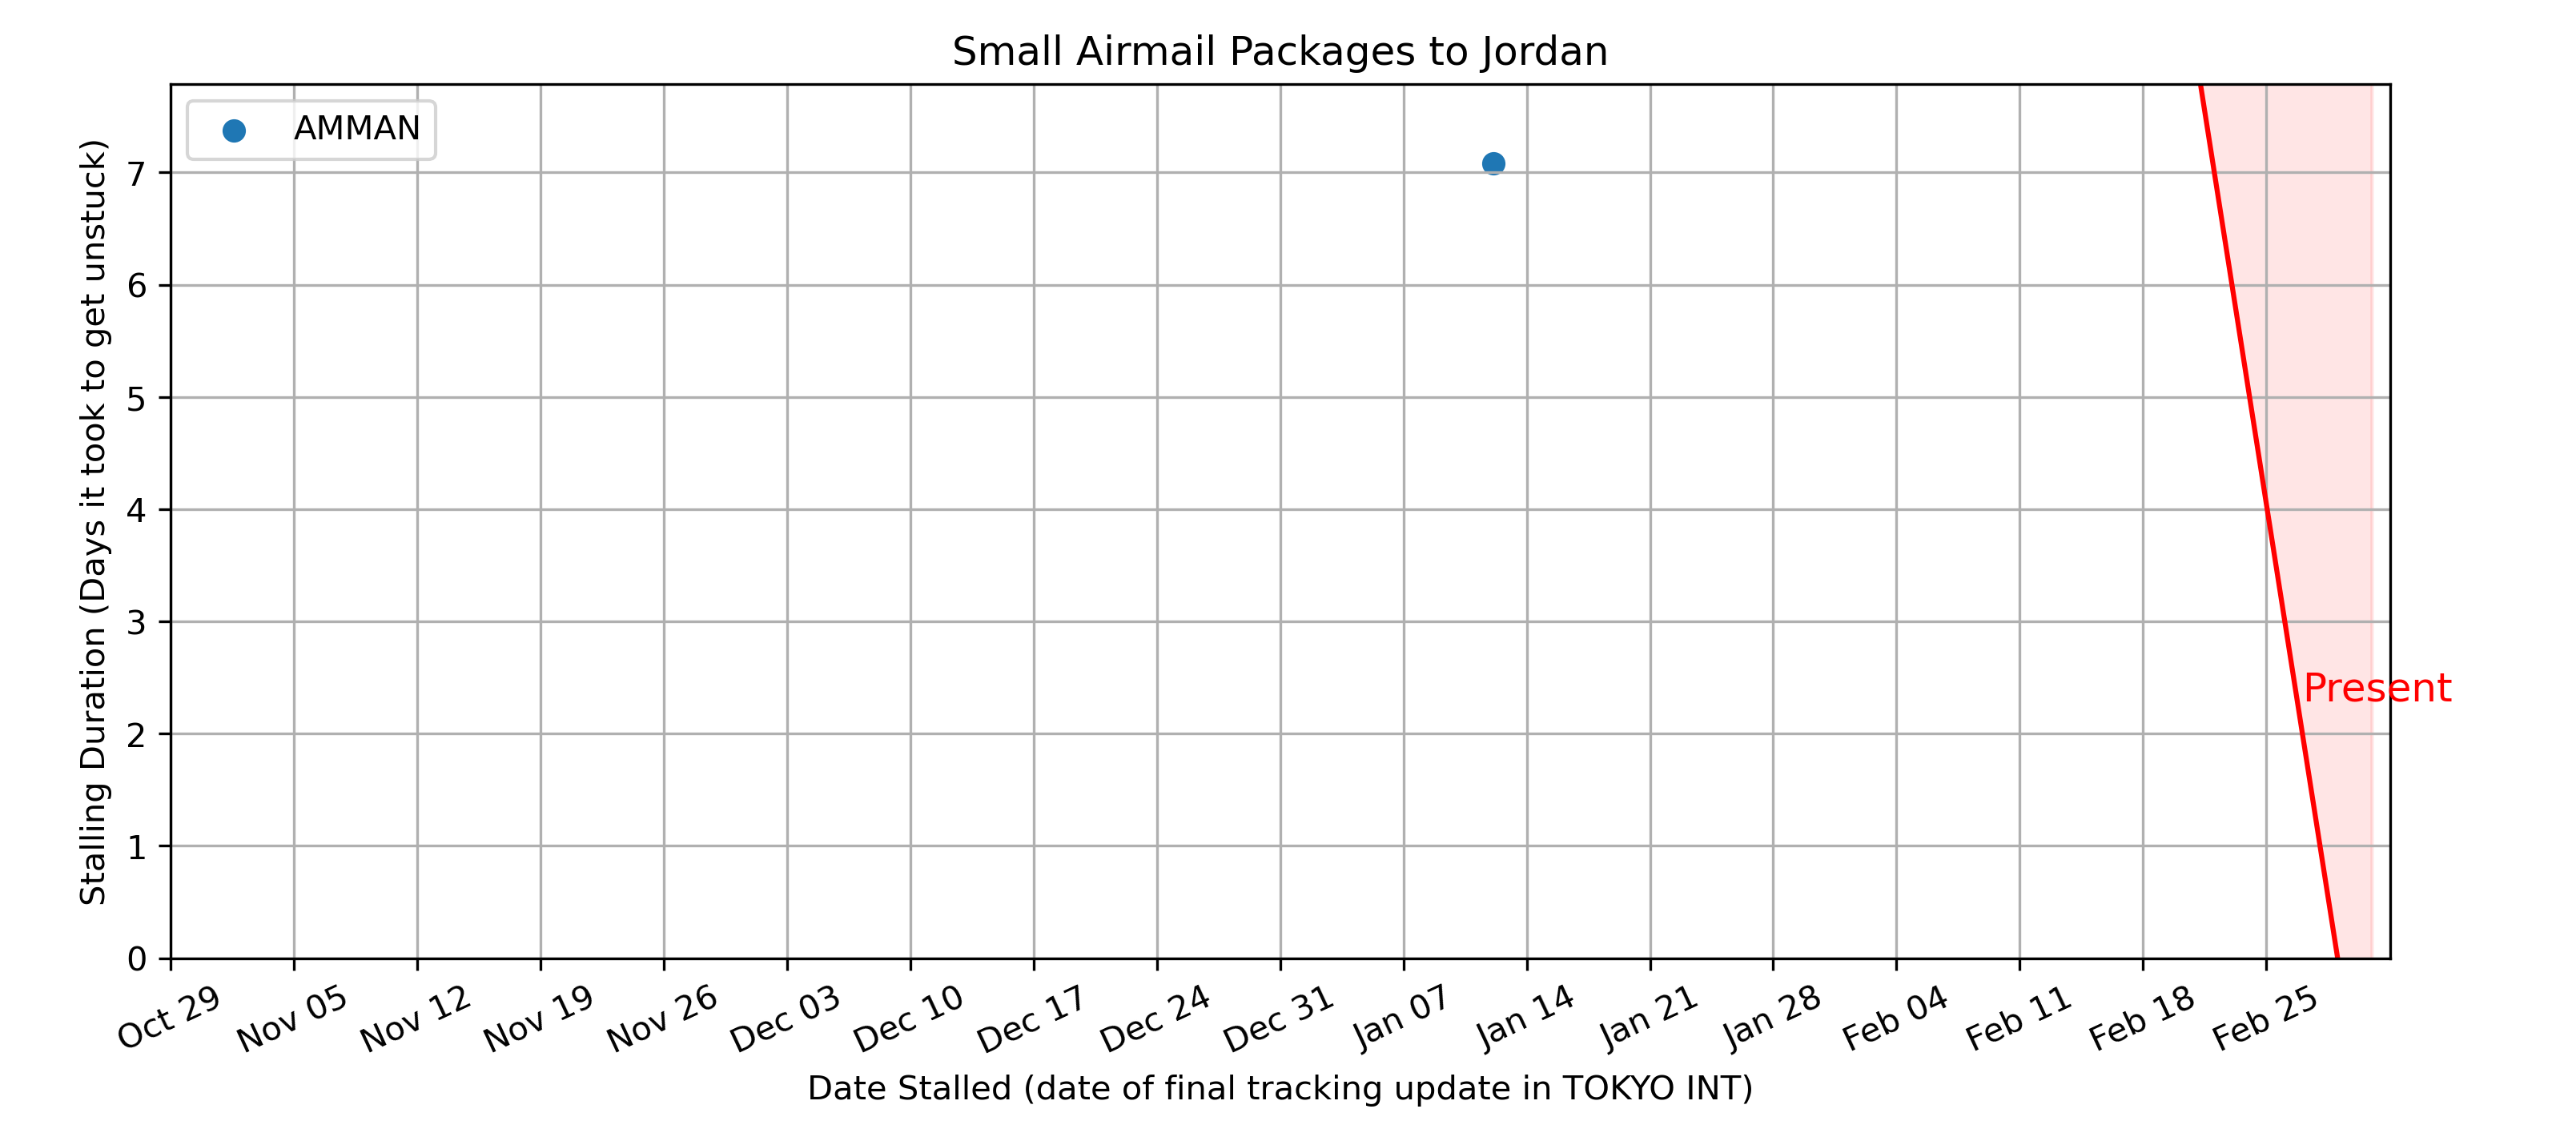 Small Airmail Packages to Jordan
AMMAN
Stalling Duration (Days it took to get unstuck)
7
6
5
4
3
2
1
0
Present
Oct 29
Nov 05
Nov 12
Nov 19
Nov 26
Dec 03
Dec 10
Dec 17
Dec 24
Dec 31
Jan 07
Jan 14
Jan 21
Jan 28
Feb 04
Feb 11
Feb 18
Feb 25
Date Stalled (date of final tracking update in TOKYO INT)